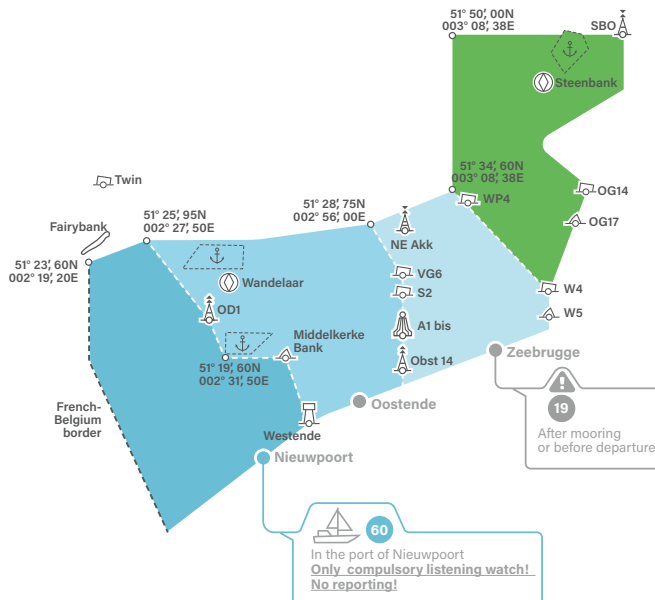 51° 50', 00N
003° 08', 38E
SBO
Steenbank
51° 34', 60N
003° 08', 38E
WP4
OG14
OG17
Twin
Fairybank
51° 25', 95N
002° 27', 50E
51° 28', 75N
002° 56', 00E
NE Akk
51° 23', 60N
002° 19', 20E
VG6
Wandelaar
S2
W4
OD1
W5
A1 bis
Middelkerke
Bank
Zeebrugge
51° 19', 60N
002° 31', 50E
Obst 14
French-
Belgium
border
Oostende
19
Westende
After mooring
or before departure
Nieuwpoort
60
In the port of Nieuwpoort
Only compulsory listening watch!
No reporting!